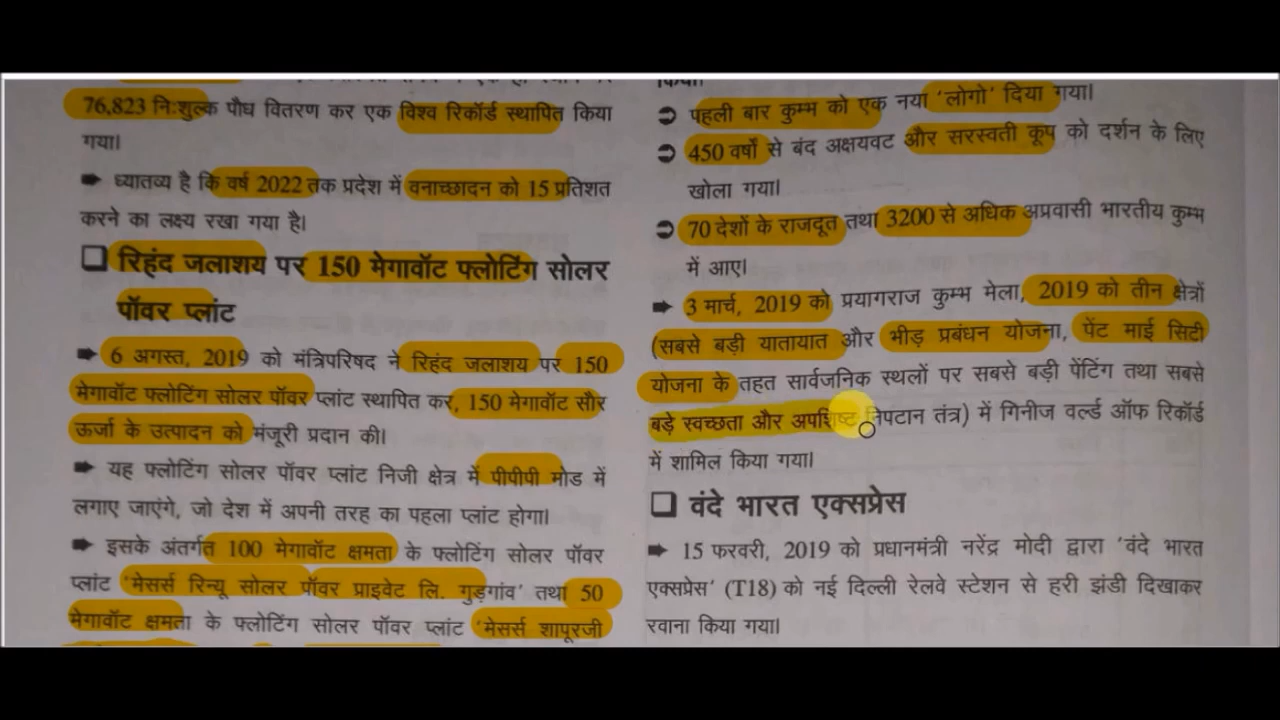 76,823 नि:शुल्क पौध वितरण कर एक विश्व रिकॉर्ड स्थापित किया
गया।
➡ ध्यातव्य है कि वर्ष 2022 तक प्रदेश में वनाच्छादन को 15 प्रतिशत
करने का लक्ष्य रखा गया है।
❑ रिहंद जलाशय पर 150 मेगावॉट फ्लोटिंग सोलर
पॉवर प्लांट
➡ 6 अगस्त, 2019 को मंत्रिपरिषद ने रिहंद जलाशय पर 150
मेगावॉट फ्लोटिंग सोलर पॉवर प्लांट स्थापित कर, 150 मेगावॉट सौर
ऊर्जा के उत्पादन को मंजूरी प्रदान की।
➡ यह फ्लोटिंग सोलर पॉवर प्लांट निजी क्षेत्र में पीपीपी मोड में
लगाए जाएंगे, जो देश में अपनी तरह का पहला प्लांट होगा।
➡ इसके अंतर्गत 100 मेगावॉट क्षमता के फ्लोटिंग सोलर पॉवर
प्लांट 'मेसर्स रिन्यू सोलर पॉवर प्राइवेट लि. गुड़गांव' तथा 50
मेगावॉट क्षमता के फ्लोटिंग सोलर पॉवर प्लांट 'मेसर्स शापूरजी
किया।
➲ पहली बार कुम्भ को एक नया 'लोगो' दिया गया।
➲ 450 वर्षों से बंद अक्षयवट और सरस्वती कूप को दर्शन के लिए
खोला गया।
➲ 70 देशों के राजदूत तथा 3200 से अधिक अप्रवासी भारतीय कुम्भ
में आए।
➡ 3 मार्च, 2019 को प्रयागराज कुम्भ मेला, 2019 को तीन क्षेत्रों
(सबसे बड़ी यातायात और भीड़ प्रबंधन योजना, पेंट माई सिटी
योजना के तहत सार्वजनिक स्थलों पर सबसे बड़ी पेंटिंग तथा सबसे
बड़े स्वच्छता और अपशिष्ट निपटान तंत्र) में गिनीज वर्ल्ड ऑफ रिकॉर्ड
में शामिल किया गया।
❑ वंदे भारत एक्सप्रेस
➡ 15 फरवरी, 2019 को प्रधानमंत्री नरेंद्र मोदी द्वारा 'वंदे भारत
एक्सप्रेस' (T18) को नई दिल्ली रेलवे स्टेशन से हरी झंडी दिखाकर
रवाना किया गया।